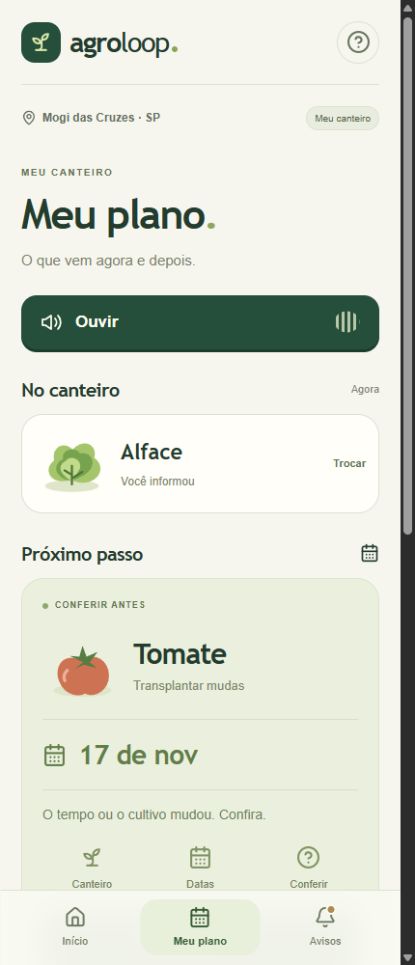 agroloop.
Mogi das Cruzes · SP
Meu canteiro
MEU CANTEIRO
Meu plano.
O que vem agora e depois.
Ouvir
No canteiro
Agora
Alface
Você informou
Trocar
Próximo passo
CONFERIR ANTES
Tomate
Transplantar mudas
17 de nov
O tempo ou o cultivo mudou. Confira.
Canteiro
Datas
Conferir
Início
Meu plano
Avisos